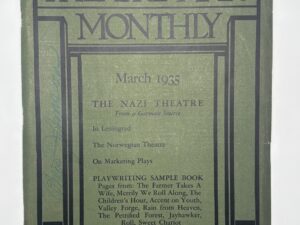 MONTHLY
March 1935
THE NAZI THEATRE
From a German Source
In Leningrad
The Norwegian Theatre
On Marketing Plays
PLAYWRITING SAMPLE BOOK
Pages from: The Farmer Takes A
Wife, Merrily We Roll Along, The
Children's Hour, Accent on Youth,
Valley Forge, Rain from Heaven,
The Petrified Forest, Jayhawker,
Roll, Sweet Chariot